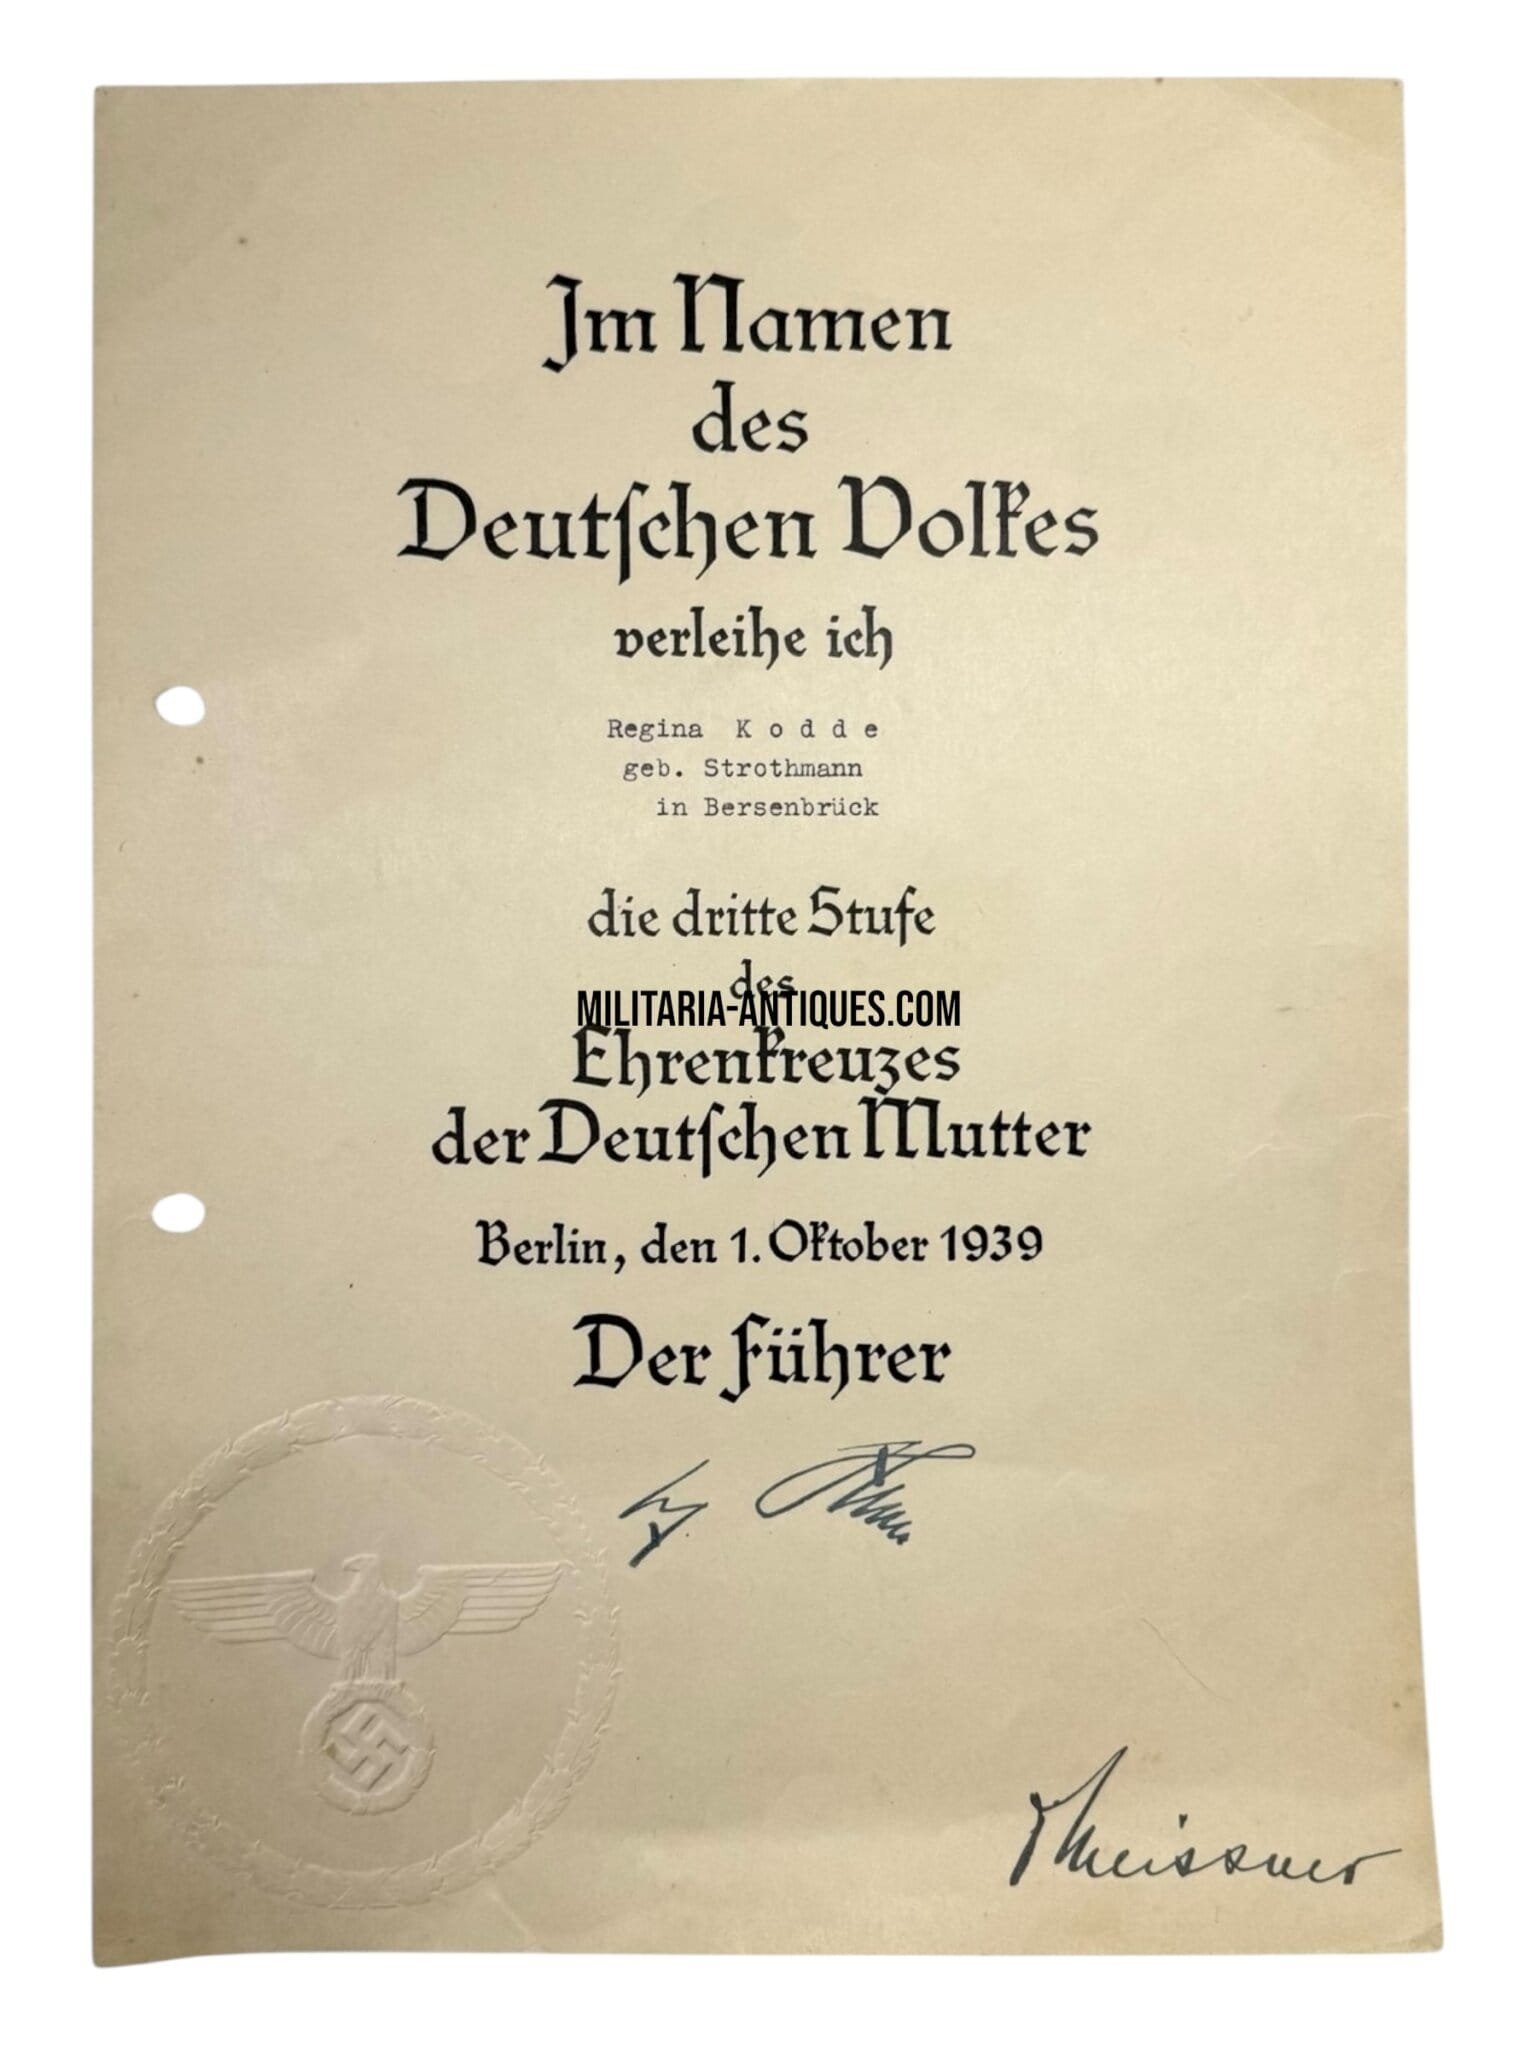 Im Namen
des
Deutſchen Volkes
verleihe ich
Regina K o d d e
geb. Strothmann
in Bersenbrück
die dritte Stufe
des
MILITARIA-ANTIQUES.COM
Ehrenkreuzes
der Deutſchen Mutter
Berlin, den 1. Oktober 1939
Der Führer
Meissner